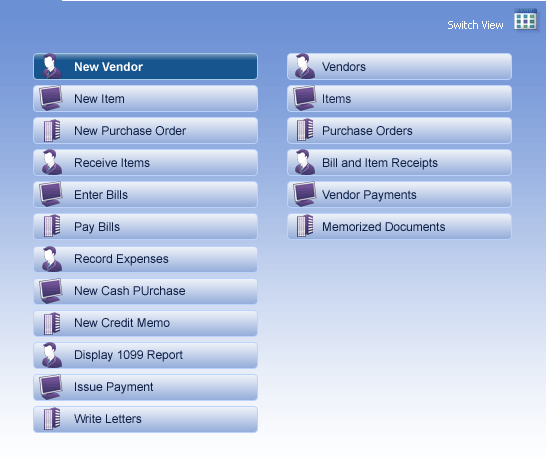 Switch View
New Vendor
New Item
New Purchase Order
Receive Items
Enter Bills
Pay Bills
Record Expenses
New Cash PUrchase
New Credit Memo
Display 1099 Report
Issue Payment
Write Letters
Vendors
Items
Purchase Orders
Bill and Item Receipts
Vendor Payments
Memorized Documents